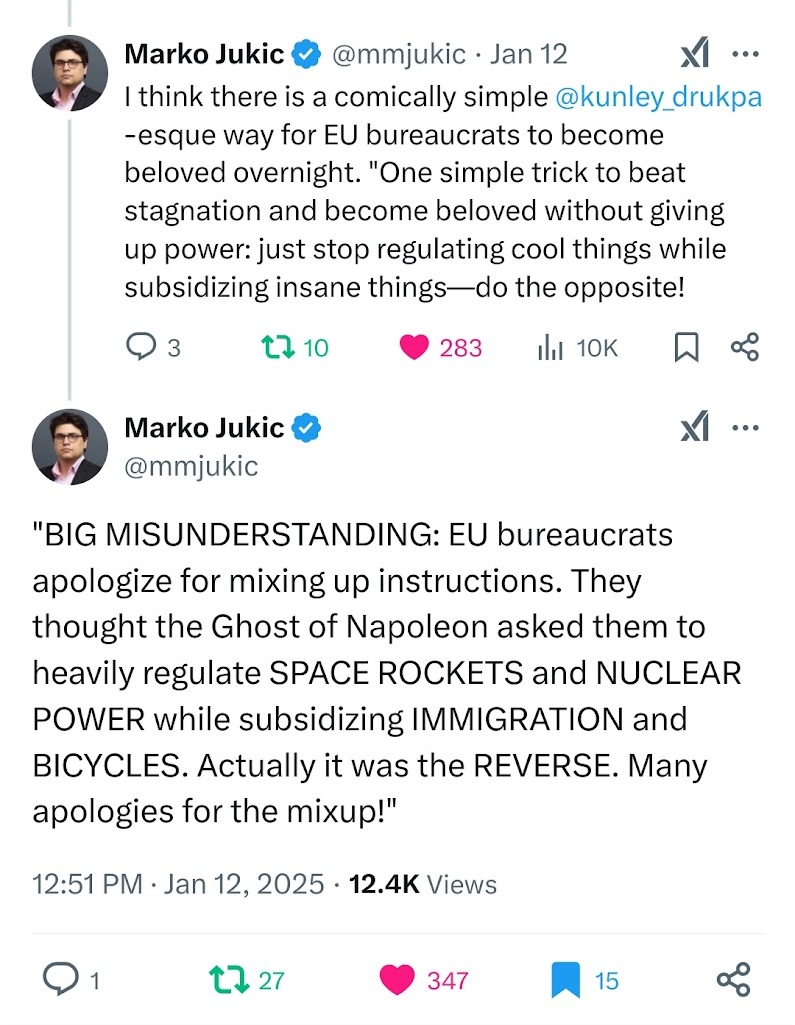 Marko Jukic @mmjukic · Jan 12
I think there is a comically simple @kunley_drukpa
-esque way for EU bureaucrats to become
beloved overnight. "One simple trick to beat
stagnation and become beloved without giving
up power: just stop regulating cool things while
subsidizing insane things—do the opposite!
3 10 283 10K
Marko Jukic
@mmjukic
"BIG MISUNDERSTANDING: EU bureaucrats
apologize for mixing up instructions. They
thought the Ghost of Napoleon asked them to
heavily regulate SPACE ROCKETS and NUCLEAR
POWER while subsidizing IMMIGRATION and
BICYCLES. Actually it was the REVERSE. Many
apologies for the mixup!"
12:51 PM · Jan 12, 2025 · 12.4K Views
1 27 347 15